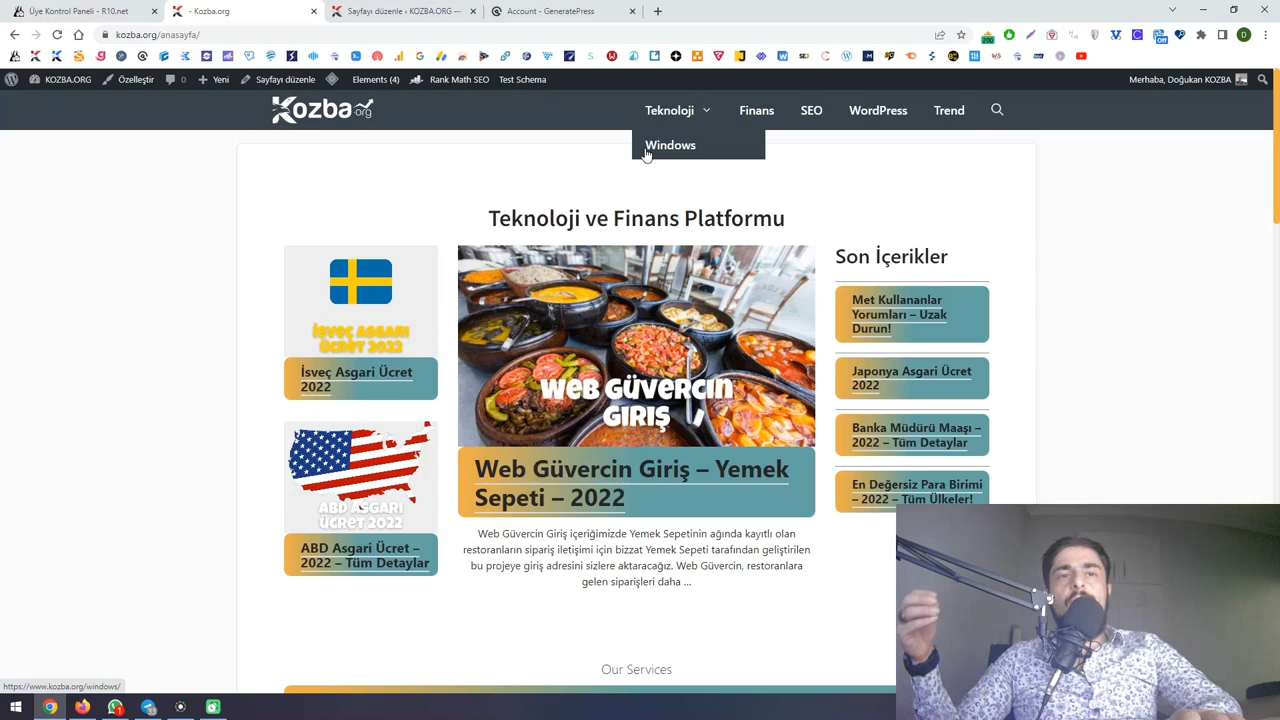 Üye Kontrol Paneli - R10.net
- Kozba.org
Sayfayı düzenle ‹ KOZBA.ORG —
Account - GeneratePress
kozba.org/anasayfa/
KOZBA.ORG
Özelleştir
0
Yeni
Sayfayı düzenle
Elements (4)
Rank Math SEO
Test Schema
Merhaba, Doğukan KOZBA
Kozba.org
Teknoloji
Finans
SEO
WordPress
Trend
Windows
Teknoloji ve Finans Platformu
İSVEÇ ASGARİ
ÜCRET 2022
İsveç Asgari Ücret
2022
ABD ASGARI
ÜCRET 2022
ABD Asgari Ücret –
2022 – Tüm Detaylar
WEB GÜVERCIN
GIRIŞ
Web Güvercin Giriş – Yemek
Sepeti – 2022
Web Güvercin Giriş içeriğimizde Yemek Sepetinin ağında kayıtlı olan
restoranların sipariş iletişimi için bizzat Yemek Sepeti tarafından geliştirilen
bu projeye giriş adresini sizlere aktaracağız. Web Güvercin, restoranlara
gelen siparişleri daha ...
Son İçerikler
Met Kullananlar
Yorumları – Uzak
Durun!
Japonya Asgari Ücret
2022
Banka Müdürü Maaşı –
2022 – Tüm Detaylar
En Değersiz Para Birimi
– 2022 – Tüm Ülkeler!
Our Services
https://www.kozba.org/windows/